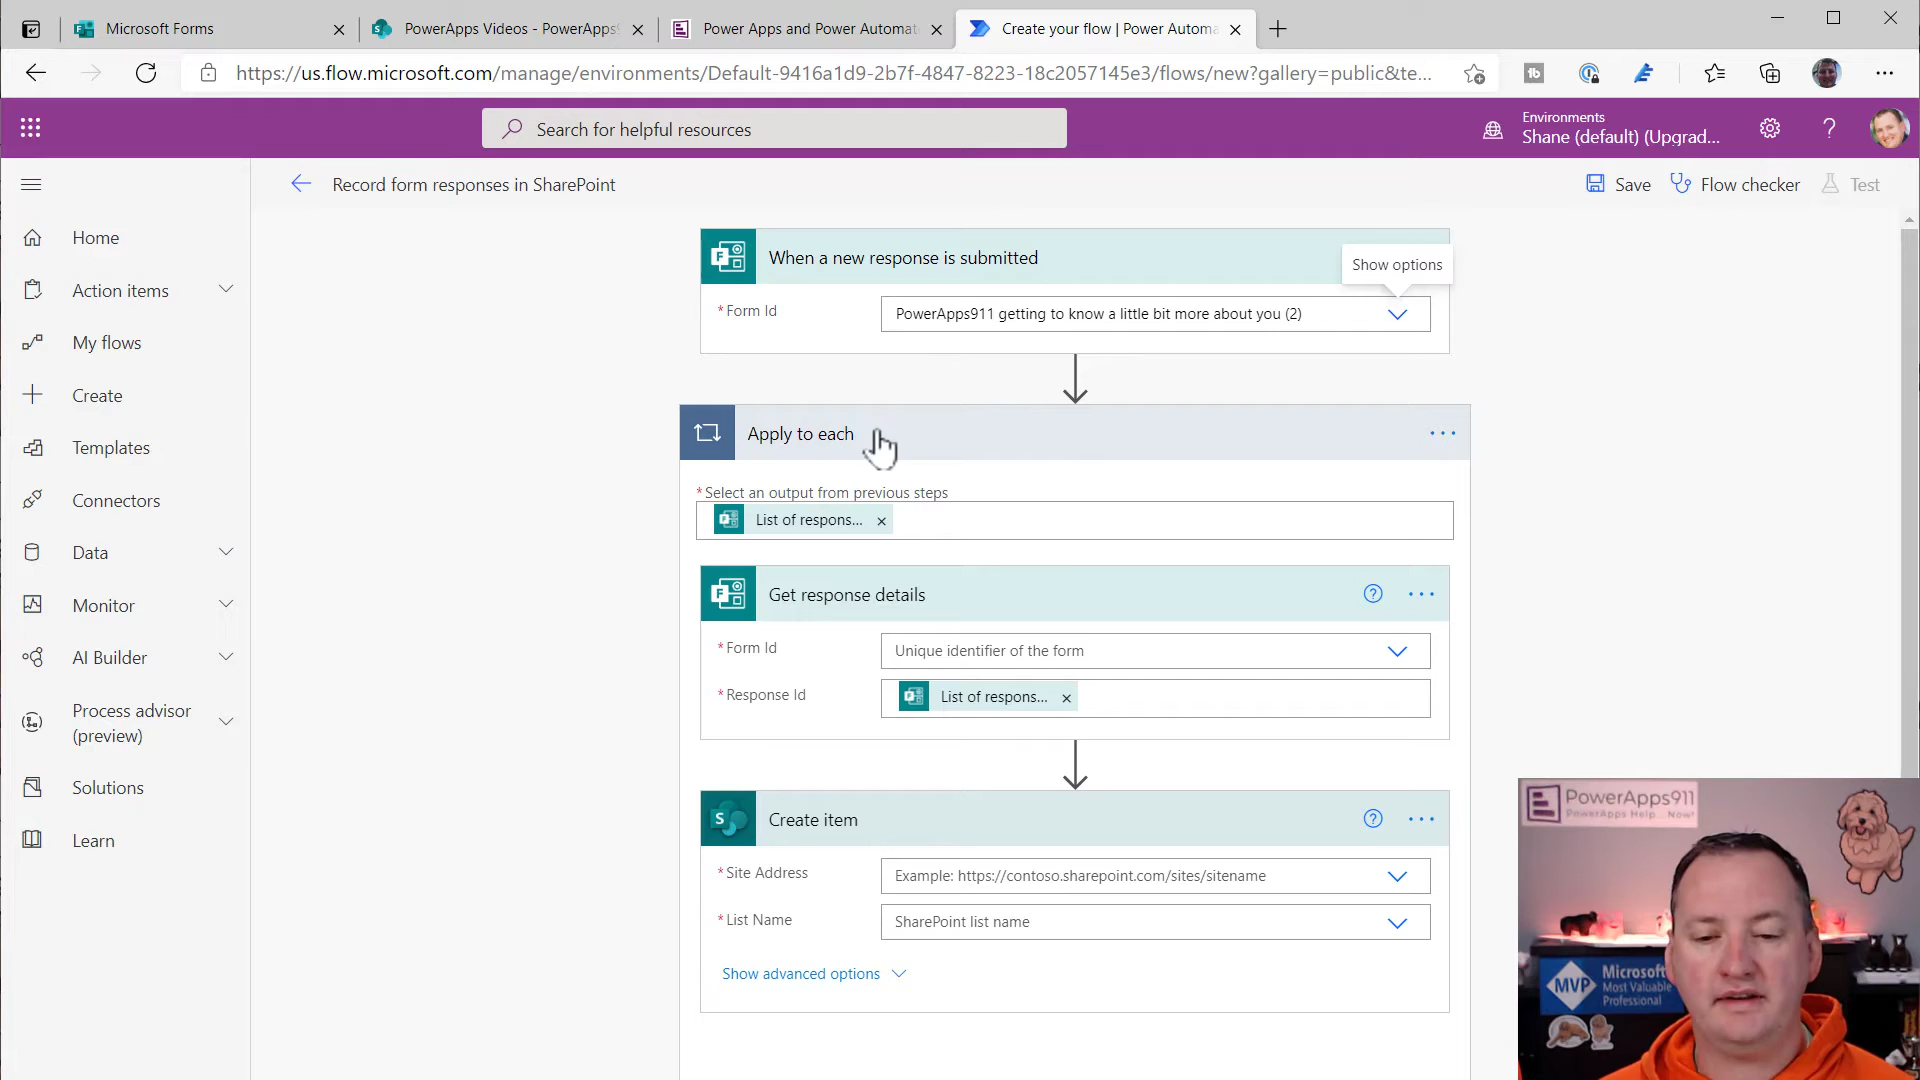 Microsoft Forms
PowerApps Videos - PowerApps9
Power Apps and Power Automat
Create your flow | Power Automa
https://us.flow.microsoft.com/manage/environments/Default-9416a1d9-2b7f-4847-8223-18c2057145e3/flows/new?gallery=public&te...
Search for helpful resources
Environments
Shane (default) (Upgrad...
Record form responses in SharePoint
Save
Flow checker
Test
Home
Action items
My flows
Create
Templates
Connectors
Data
Monitor
AI Builder
Process advisor
(preview)
Solutions
Learn
When a new response is submitted
Show options
* Form Id
PowerApps911 getting to know a little bit more about you (2)
Apply to each
* Select an output from previous steps
List of respons...
Get response details
* Form Id
Unique identifier of the form
* Response Id
List of respons...
Create item
* Site Address
Example: https://contoso.sharepoint.com/sites/sitename
* List Name
SharePoint list name
Show advanced options
PowerApps911
PowerApps Help... Now!
MVP
Microsoft
Most Valuable
Professional